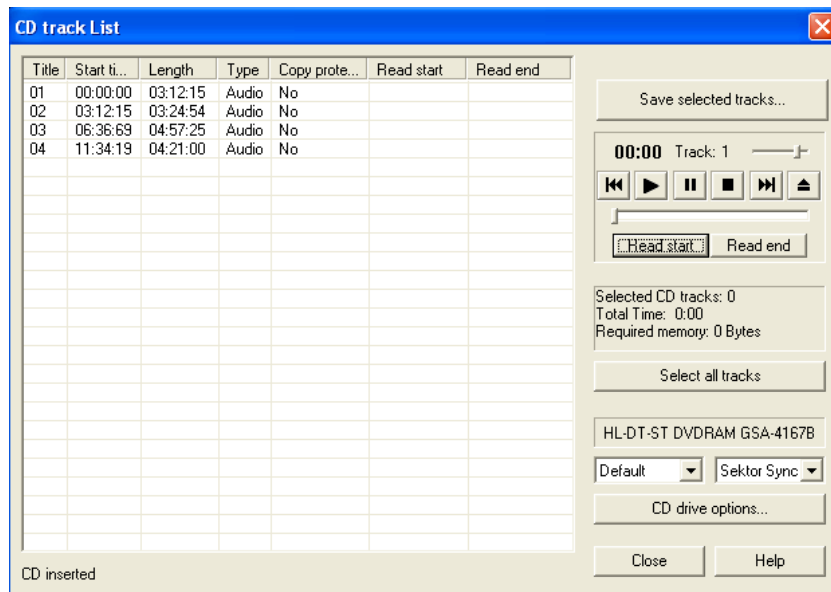 CD track List
Title Start ti... Length Type Copy prote... Read start Read end
01 00:00:00 03:12:15 Audio No
02 03:12:15 03:24:54 Audio No
03 06:36:69 04:57:25 Audio No
04 11:34:19 04:21:00 Audio No
Save selected tracks...
00:00 Track: 1
Read start Read end
Selected CD tracks: 0
Total Time: 0:00
Required memory: 0 Bytes
Select all tracks
HL-DT-ST DVDRAM GSA-4167B
Default Sektor Sync
CD drive options...
Close Help
CD inserted